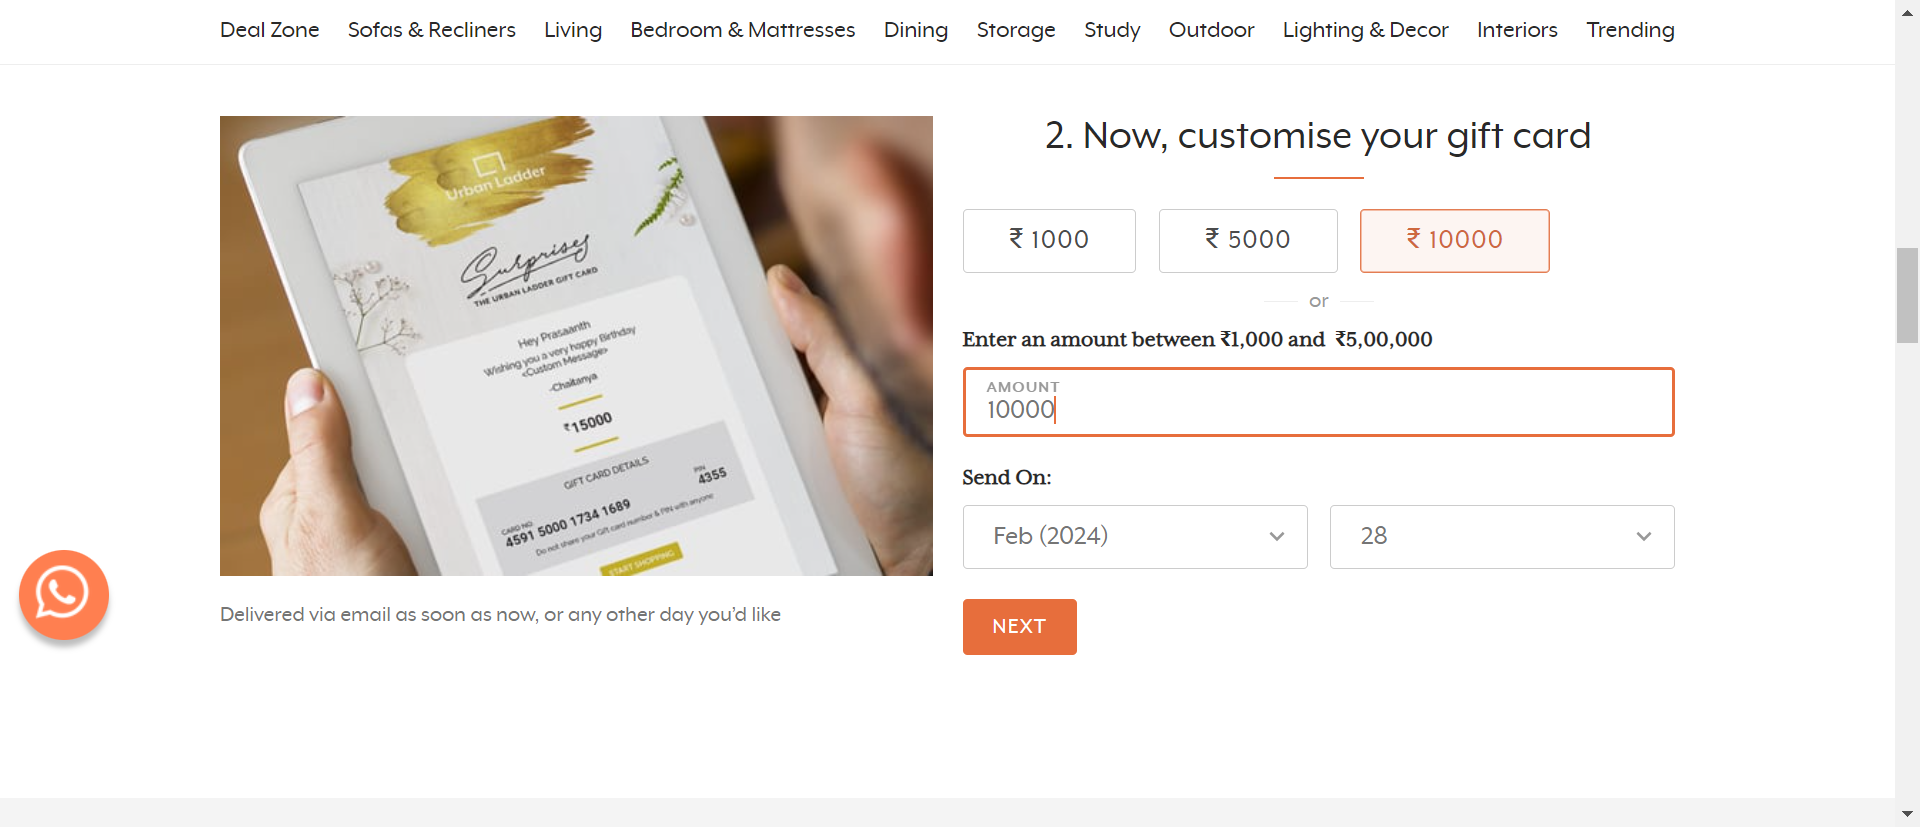 Deal Zone Sofas & Recliners Living Bedroom & Mattresses Dining Storage Study Outdoor Lighting & Decor Interiors Trending
Urban Ladder
Surprises
THE URBAN LADDER GIFT CARD
Hey Prasaanth
Wishing you a very happy Birthday
<Custom Message>
-Chaitanya
₹15000
GIFT CARD DETAILS
CARD NO.
4591 5000 1734 1689
PIN
4355
Do not share your Gift card number & PIN with anyone
START SHOPPING
Delivered via email as soon as now, or any other day you’d like
2. Now, customise your gift card
₹ 1000 ₹ 5000 ₹ 10000
or
Enter an amount between ₹1,000 and ₹5,00,000
AMOUNT
10000
Send On:
Feb (2024) 28
NEXT